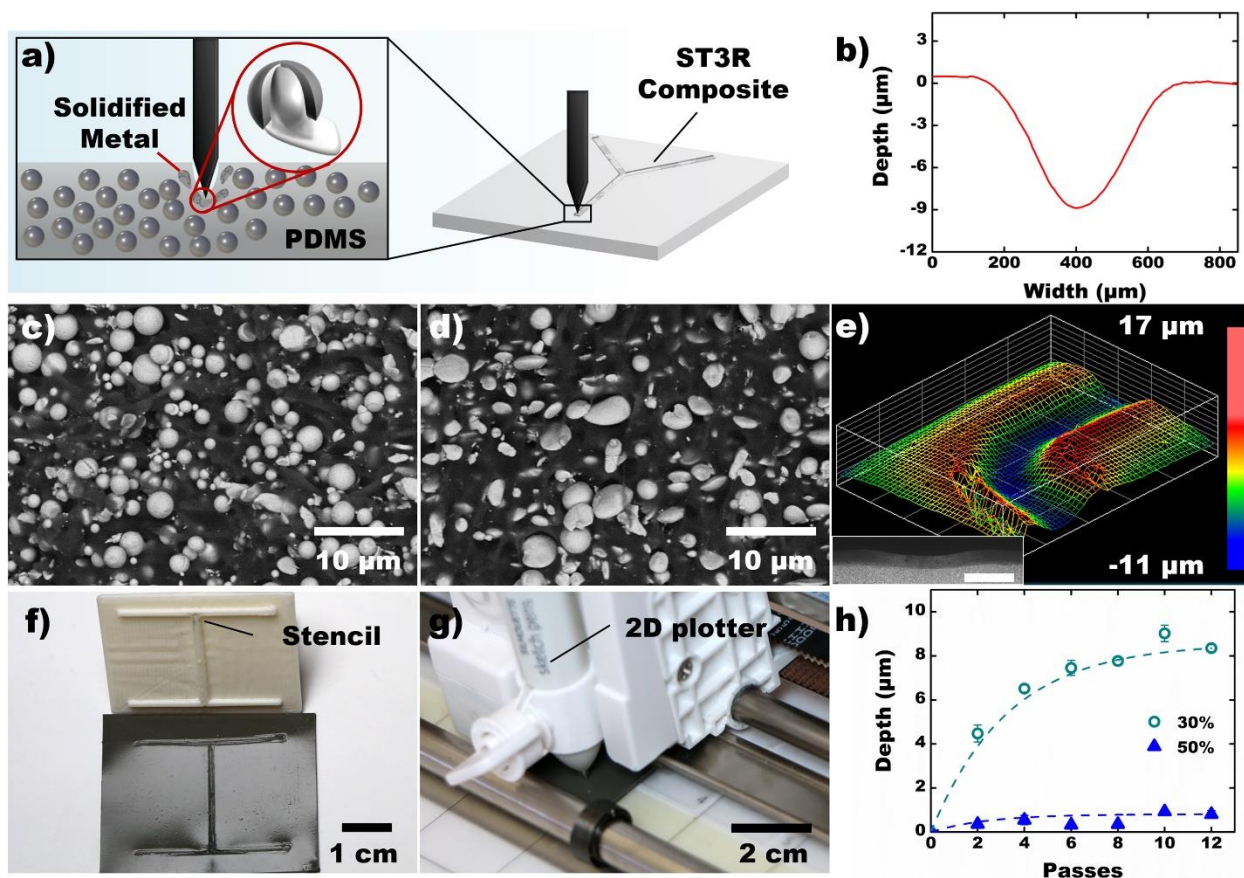 a)
Solidified
Metal
PDMS
ST3R
Composite
b)
3
0
-3
-6
-9
-12
Depth (µm)
0 200 400 600 800
Width (µm)
c)
10 µm
d)
10 µm
e)
17 µm
-11 µm
f)
Stencil
1 cm
g)
2D plotter
sketch pens
2 cm
h)
10
8
6
4
2
0
Depth (µm)
30%
50%
0 2 4 6 8 10 12
Passes